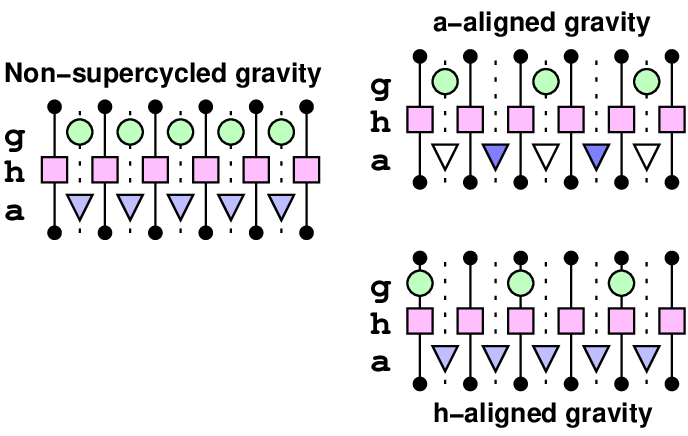 Non-supercycled gravity
g
h
a
a-aligned gravity
g
h
a
g
h
a
h-aligned gravity